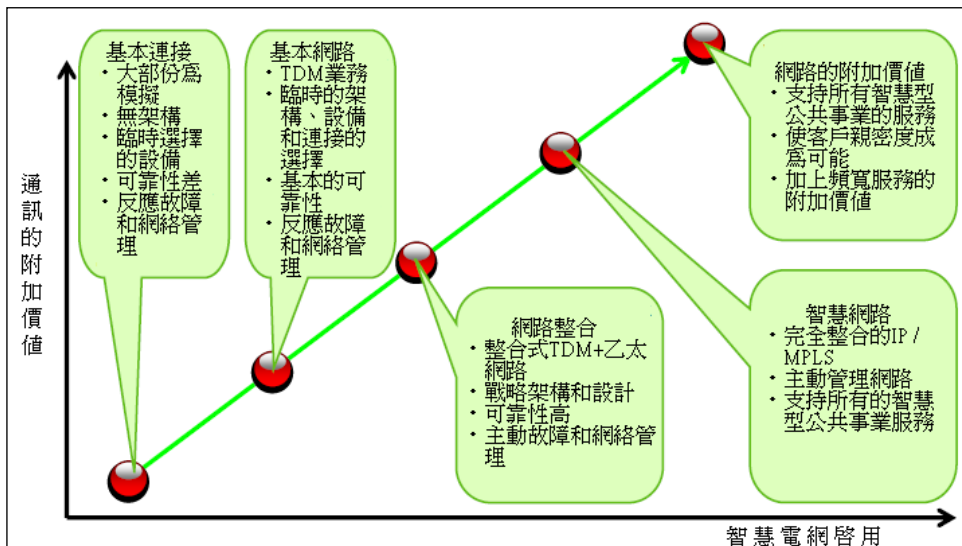 通訊的附加價值
基本連接
・大部份為
模擬
・無架構
・臨時選擇
的設備
・可靠性差
・反應故障
和網絡管
理
基本網路
・TDM業務
・臨時的架
構、設備
和連接的
選擇
・基本的可
靠性
・反應故障
和網絡管
理
網路整合
・整合式TDM+乙太
網路
・戰略架構和設計
・可靠性高
・主動故障和網絡管
理
智慧網路
・完全整合的IP /
MPLS
・主動管理網路
・支持所有的智慧
型公共事業服務
網路的附加價值
・支持所有智慧型
公共事業的服務
・使客戶親密度成
為可能
・加上頻寬服務的
附加價值
智慧電網啓用